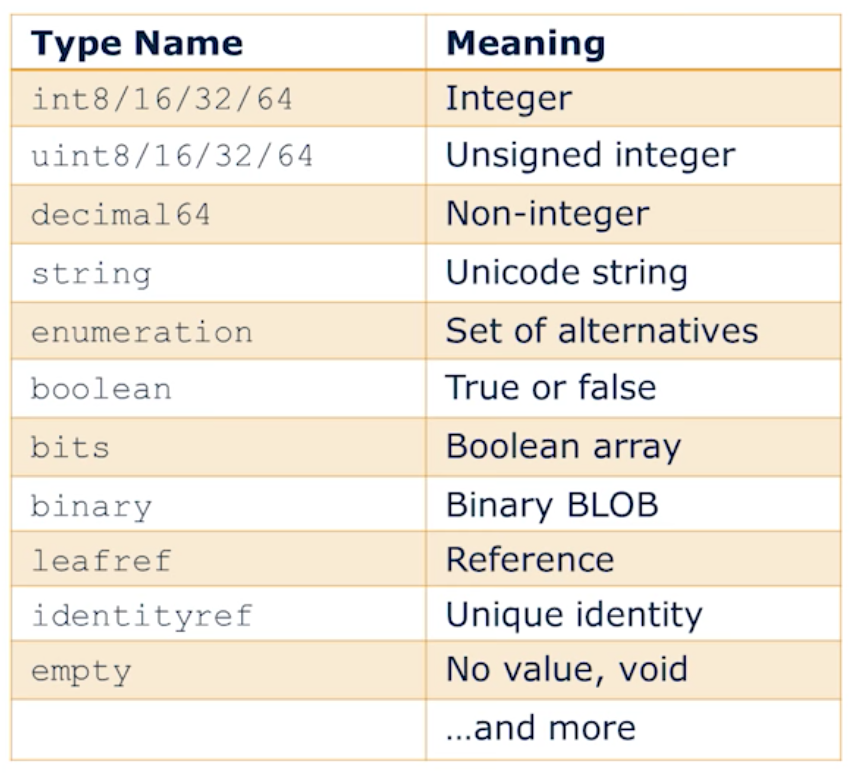 Type Name Meaning
int8/16/32/64 Integer
uint8/16/32/64 Unsigned integer
decimal64 Non-integer
string Unicode string
enumeration Set of alternatives
boolean True or false
bits Boolean array
binary Binary BLOB
leafref Reference
identityref Unique identity
empty No value, void
...and more